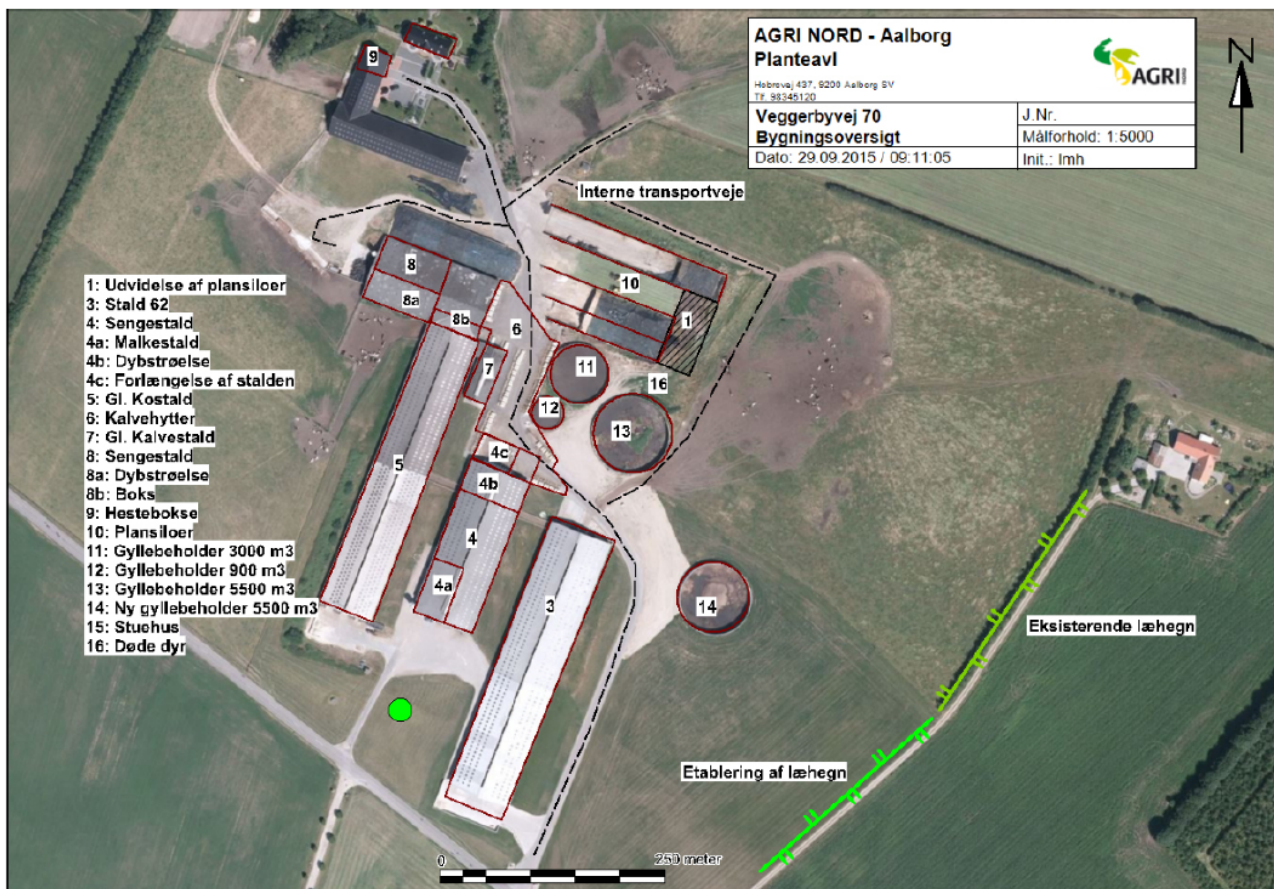 AGRI NORD - Aalborg
Planteavl
Hobrovej 437, 9200 Aalborg SV
Tlf. 98345120
AGRI
N
Veggerbyvej 70
Bygningsoversigt
J.Nr.
Målforhold: 1:5000
Dato: 29.09.2015 / 09:11:05
Init.: lmh
9
Interne transportveje
8
10
8a
8b
6
1
7
11
16
12
13
4c
5
4b
4
4a
3
14
1: Udvidelse af plansiloer
3: Stald 62
4: Sengestald
4a: Malkestald
4b: Dybstrøelse
4c: Forlængelse af stalden
5: Gl. Kostald
6: Kalvehytter
7: Gl. Kalvestald
8: Sengestald
8a: Dybstrøelse
8b: Boks
9: Hestebokse
10: Plansiloer
11: Gyllebeholder 3000 m3
12: Gyllebeholder 900 m3
13: Gyllebeholder 5500 m3
14: Ny gyllebeholder 5500 m3
15: Stuehus
16: Døde dyr
Eksisterende læhegn
Etablering af læhegn
0
250 meter